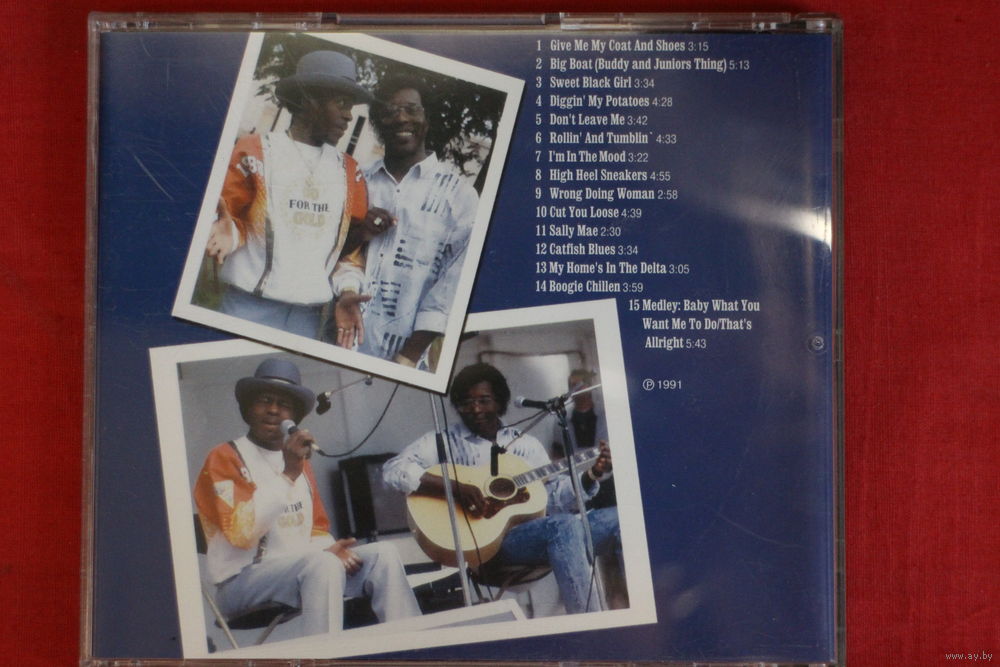 1 Give Me My Coat And Shoes 3:15
2 Big Boat (Buddy and Juniors Thing) 5:13
3 Sweet Black Girl 3:34
4 Diggin' My Potatoes 4:28
5 Don't Leave Me 3:42
6 Rollin' And Tumblin` 4:33
7 I'm In The Mood 3:22
8 High Heel Sneakers 4:55
9 Wrong Doing Woman 2:58
10 Cut You Loose 4:39
11 Sally Mae 2:30
12 Catfish Blues 3:34
13 My Home's In The Delta 3:05
14 Boogie Chillen 3:59
15 Medley: Baby What You
Want Me To Do/That's
Allright 5:43
℗ 1991
FOR THE
GOLD
GOLD
www.ay.by